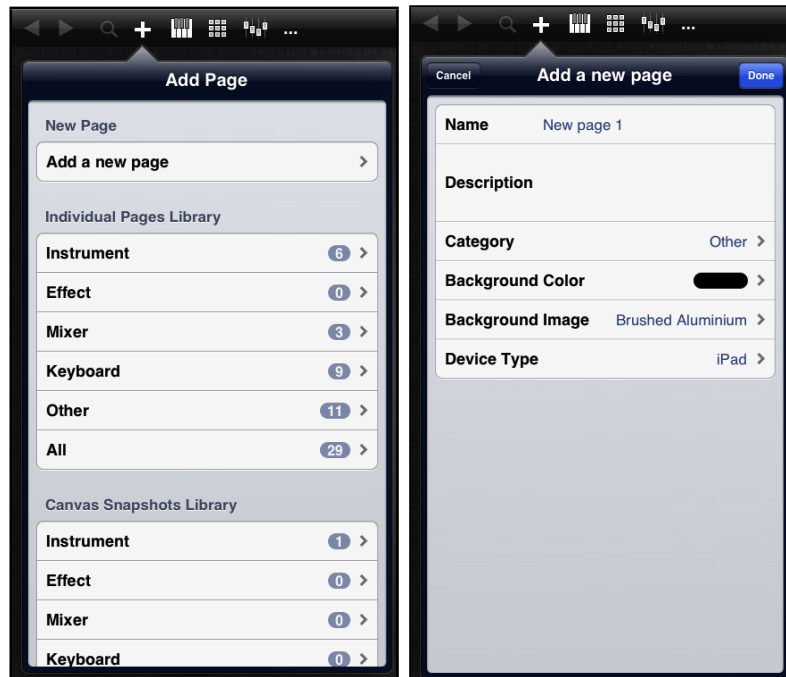 ...
Add Page
New Page
Add a new page
Individual Pages Library
Instrument 6
Effect 0
Mixer 3
Keyboard 9
Other 11
All 29
Canvas Snapshots Library
Instrument 1
Effect 0
Mixer 0
Keyboard 0
...
Cancel Add a new page Done
Name New page 1
Description
Category Other
Background Color
Background Image Brushed Aluminium
Device Type iPad